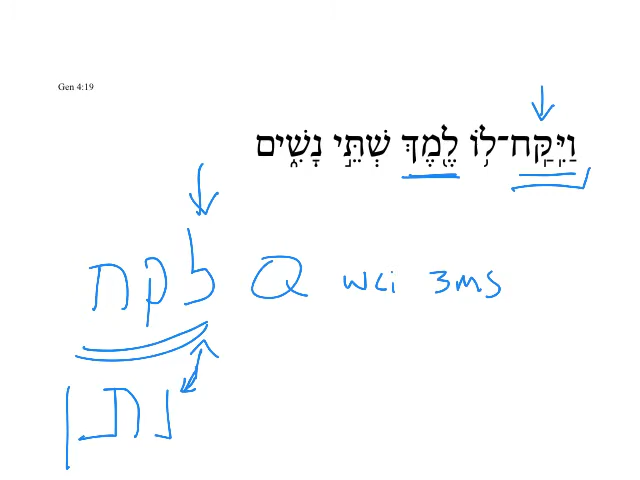 Gen 4:19
וַיִּֽקַּֽח־ל֥וֹ לֶ֖מֶךְ שְׁתֵּ֣י נָשִׁ֑ים
לקח Q wci 3ms
נתן